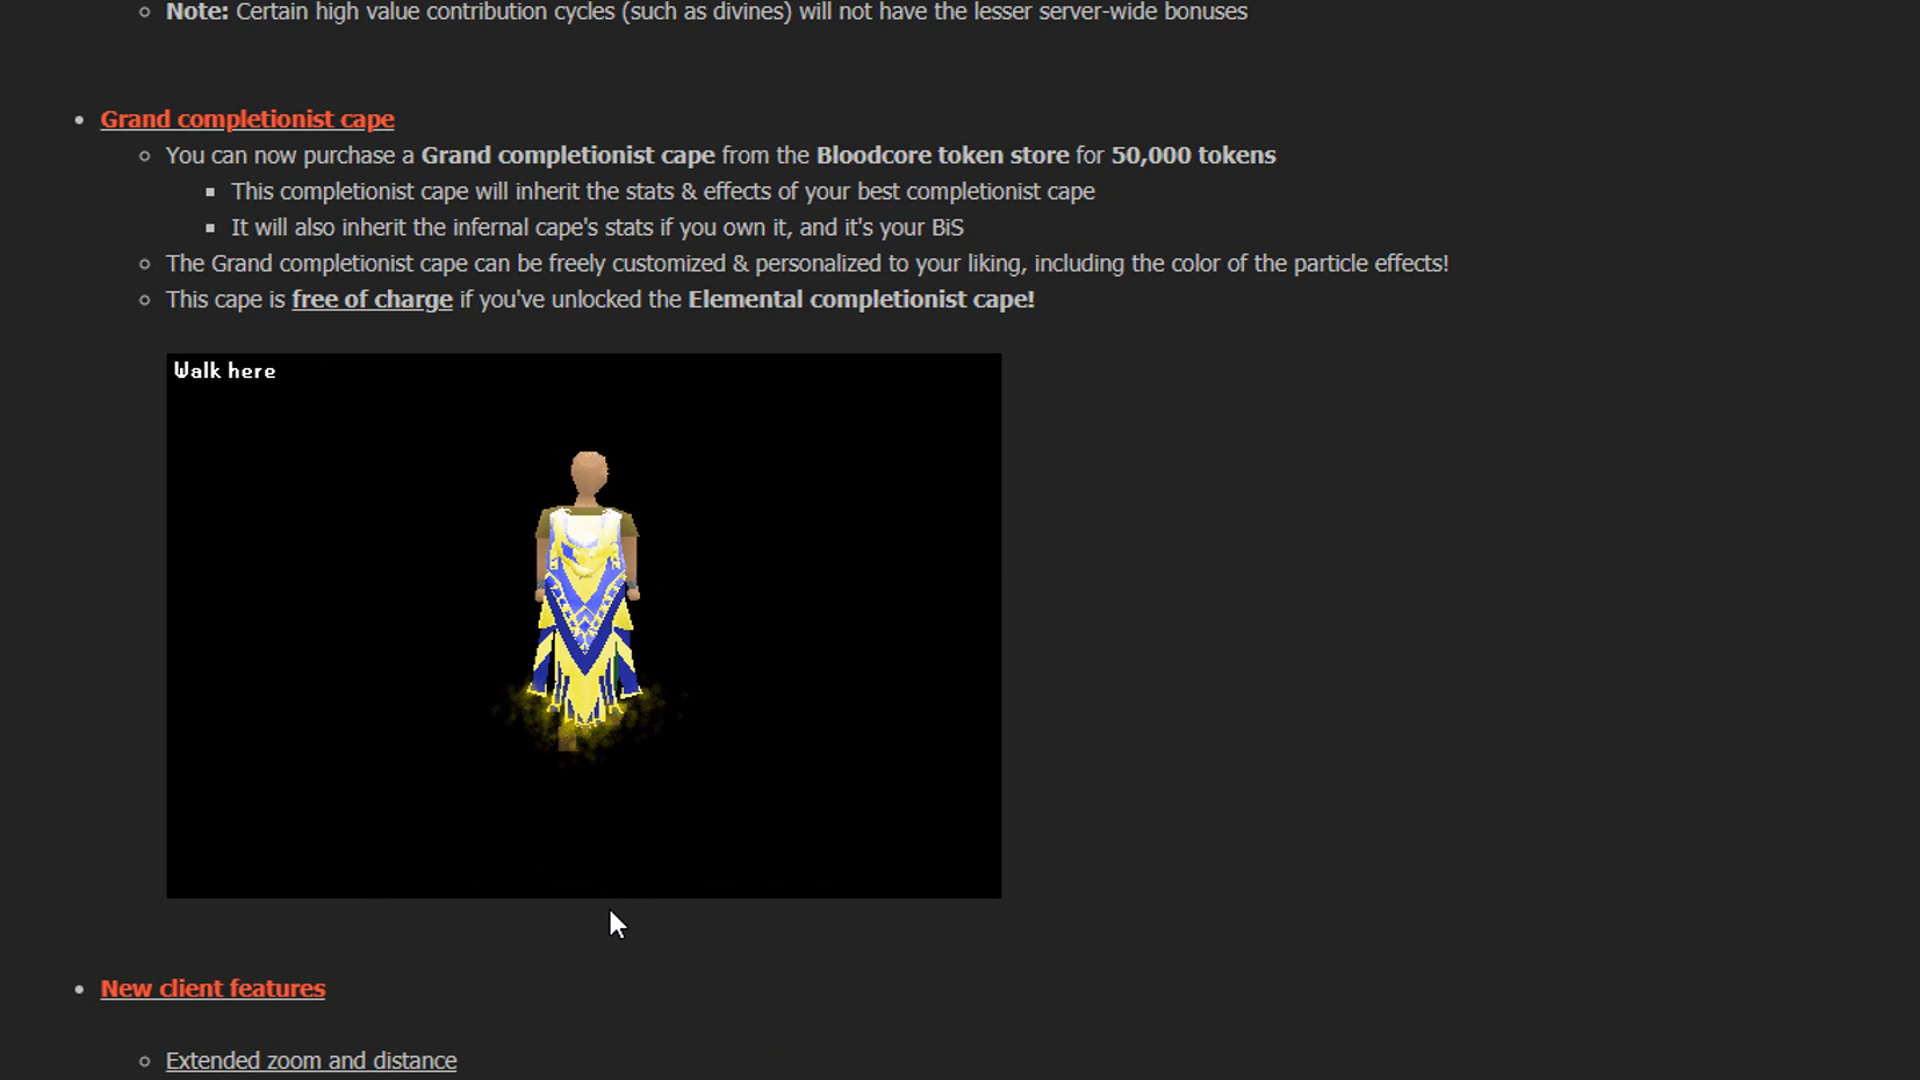 Note: Certain high value contribution cycles (such as divines) will not have the lesser server-wide bonuses
Grand completionist cape
You can now purchase a Grand completionist cape from the Bloodcore token store for 50,000 tokens
This completionist cape will inherit the stats & effects of your best completionist cape
It will also inherit the infernal cape's stats if you own it, and it's your BiS
The Grand completionist cape can be freely customized & personalized to your liking, including the color of the particle effects!
This cape is free of charge if you've unlocked the Elemental completionist cape!
Walk here
New client features
Extended zoom and distance